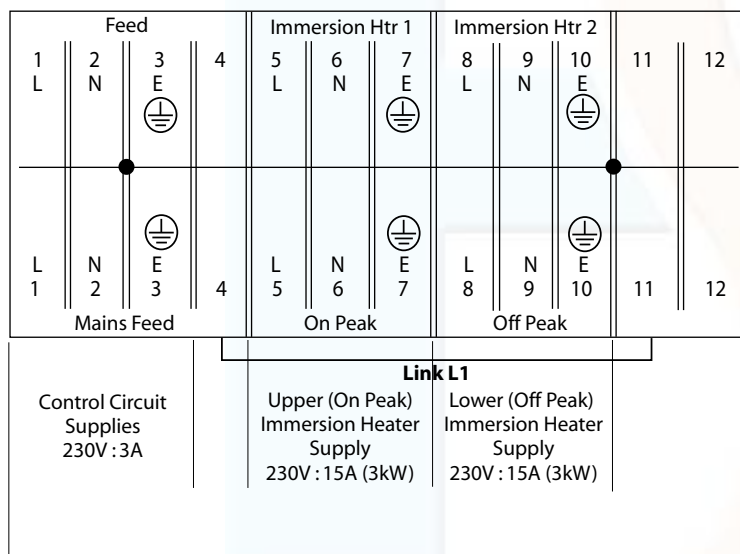 Feed Immersion Htr 1 Immersion Htr 2
1 2 3 4 5 6 7 8 9 10 11 12
L N E L N E L N E
L N E L N E L N E
1 2 3 4 5 6 7 8 9 10 11 12
Mains Feed On Peak Off Peak
Link L1
Control Circuit
Supplies
230V : 3A
Upper (On Peak)
Immersion Heater
Supply
230V : 15A (3kW)
Lower (Off Peak)
Immersion Heater
Supply
230V : 15A (3kW)